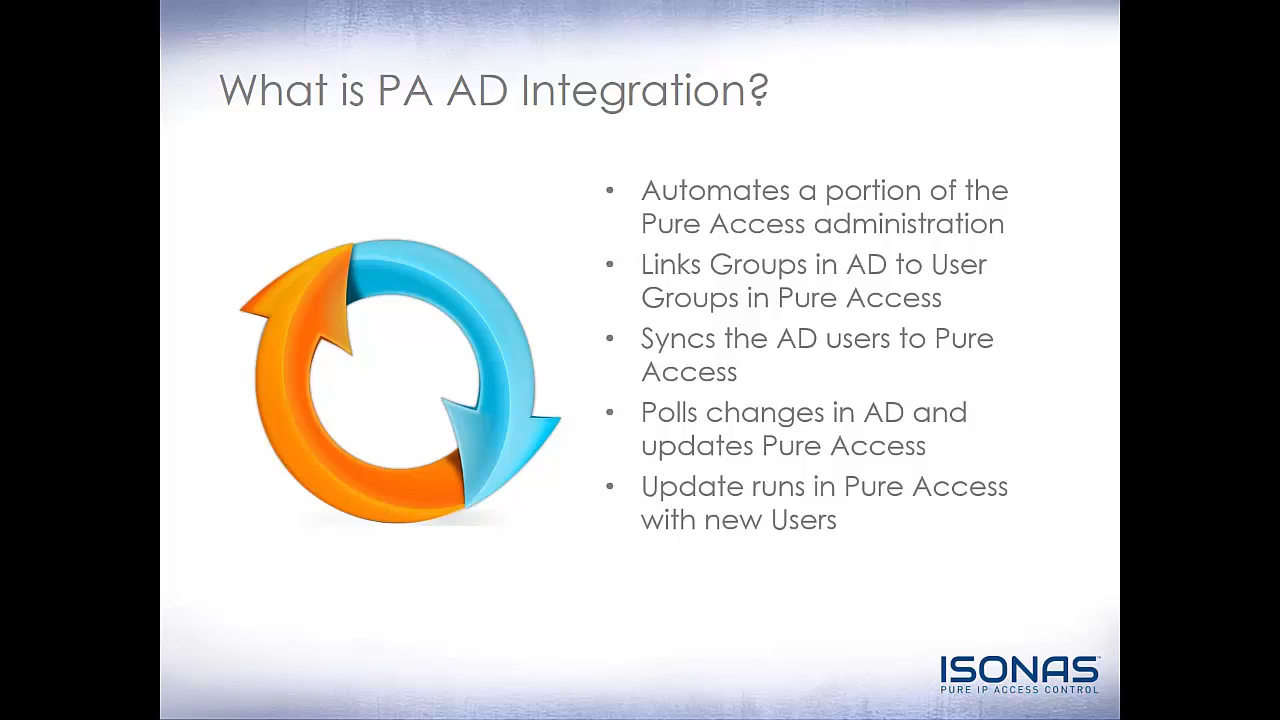 What is PA AD Integration?
• Automates a portion of the
Pure Access administration
• Links Groups in AD to User
Groups in Pure Access
• Syncs the AD users to Pure
Access
• Polls changes in AD and
updates Pure Access
• Update runs in Pure Access
with new Users
ISONAS™
PURE IP ACCESS CONTROL